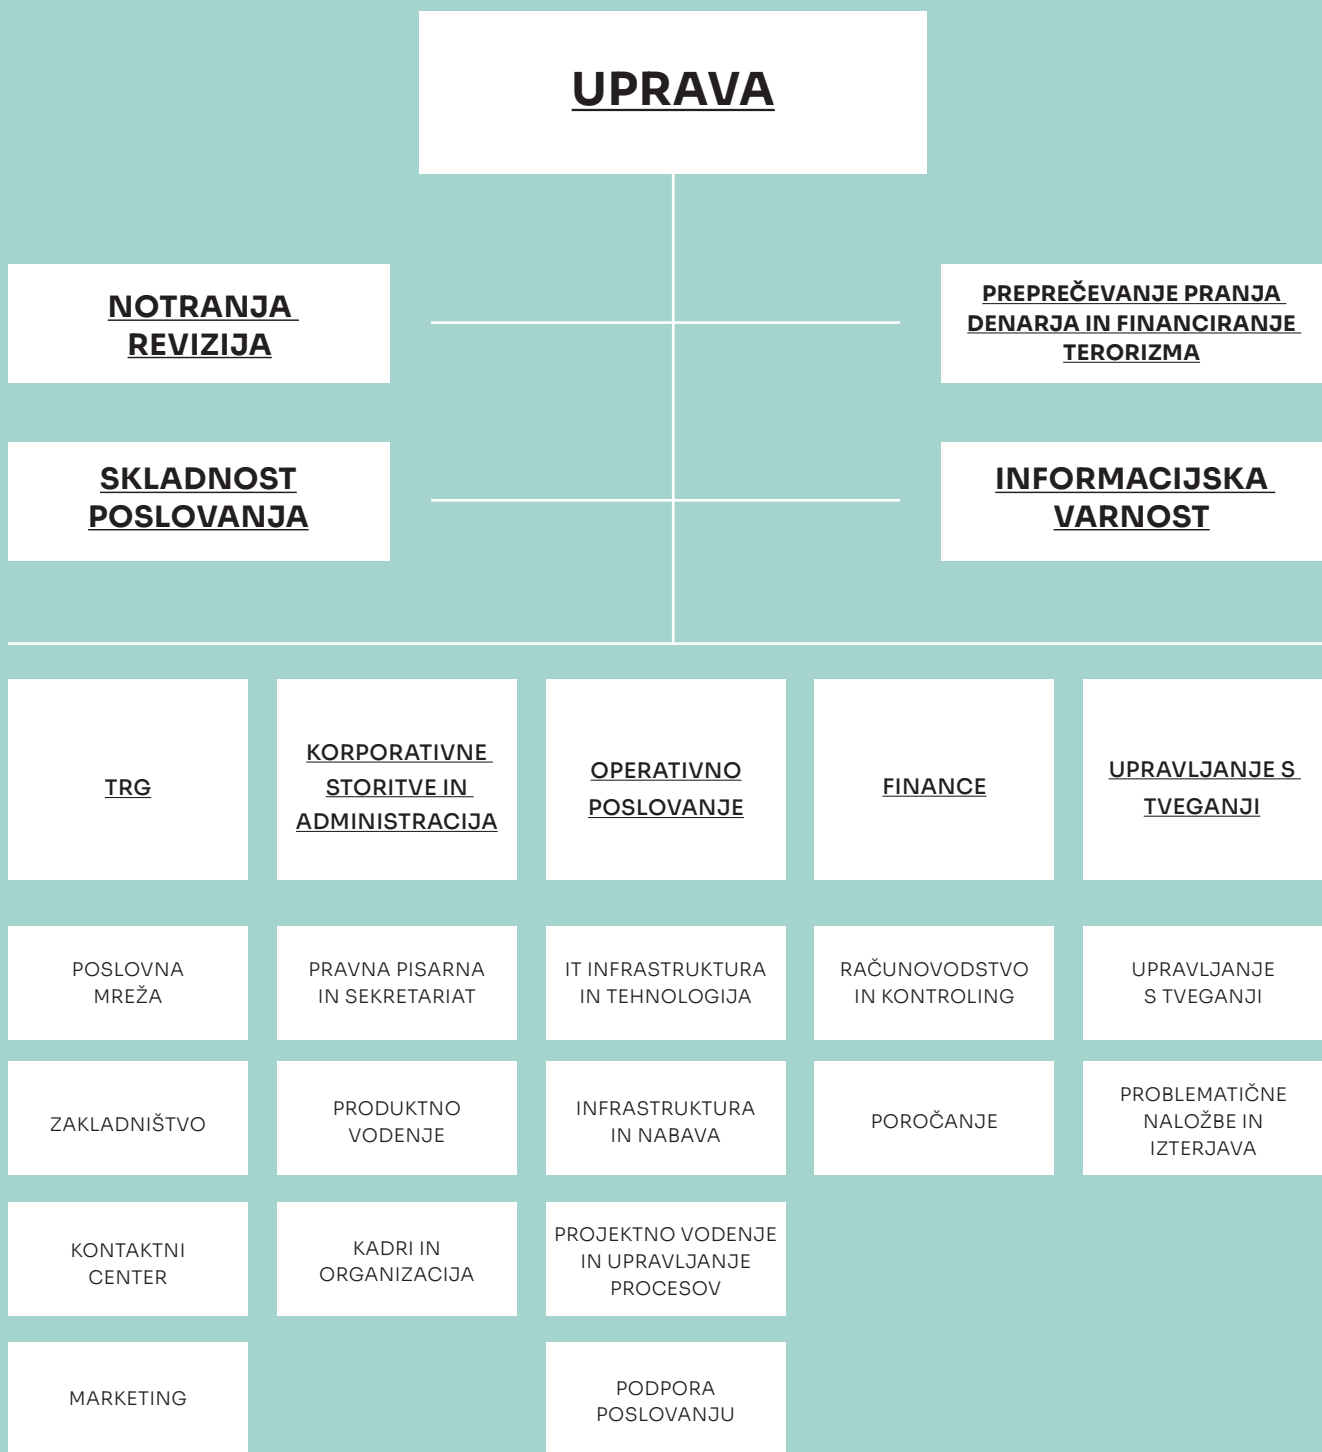 UPRAVA
NOTRANJA
REVIZIJA
PREPREČEVANJE PRANJA
DENARJA IN FINANCIRANJE
TERORIZMA
SKLADNOST
POSLOVANJA
INFORMACIJSKA
VARNOST
TRG
KORPORATIVNE
STORITVE IN
ADMINISTRACIJA
OPERATIVNO
POSLOVANJE
FINANCE
UPRAVLJANJE S
TVEGANJI
POSLOVNA
MREŽA
PRAVNA PISARNA
IN SEKRETARIAT
IT INFRASTRUKTURA
IN TEHNOLOGIJA
RAČUNOVODSTVO
IN KONTROLING
UPRAVLJANJE
S TVEGANJI
ZAKLADNIŠTVO
PRODUKTNO
VODENJE
INFRASTRUKTURA
IN NABAVA
POROČANJE
PROBLEMATIČNE
NALOŽBE IN
IZTERJAVA
KONTAKTNI
CENTER
KADRI IN
ORGANIZACIJA
PROJEKTNO VODENJE
IN UPRAVLJANJE
PROCESOV
MARKETING
PODPORA
POSLOVANJU